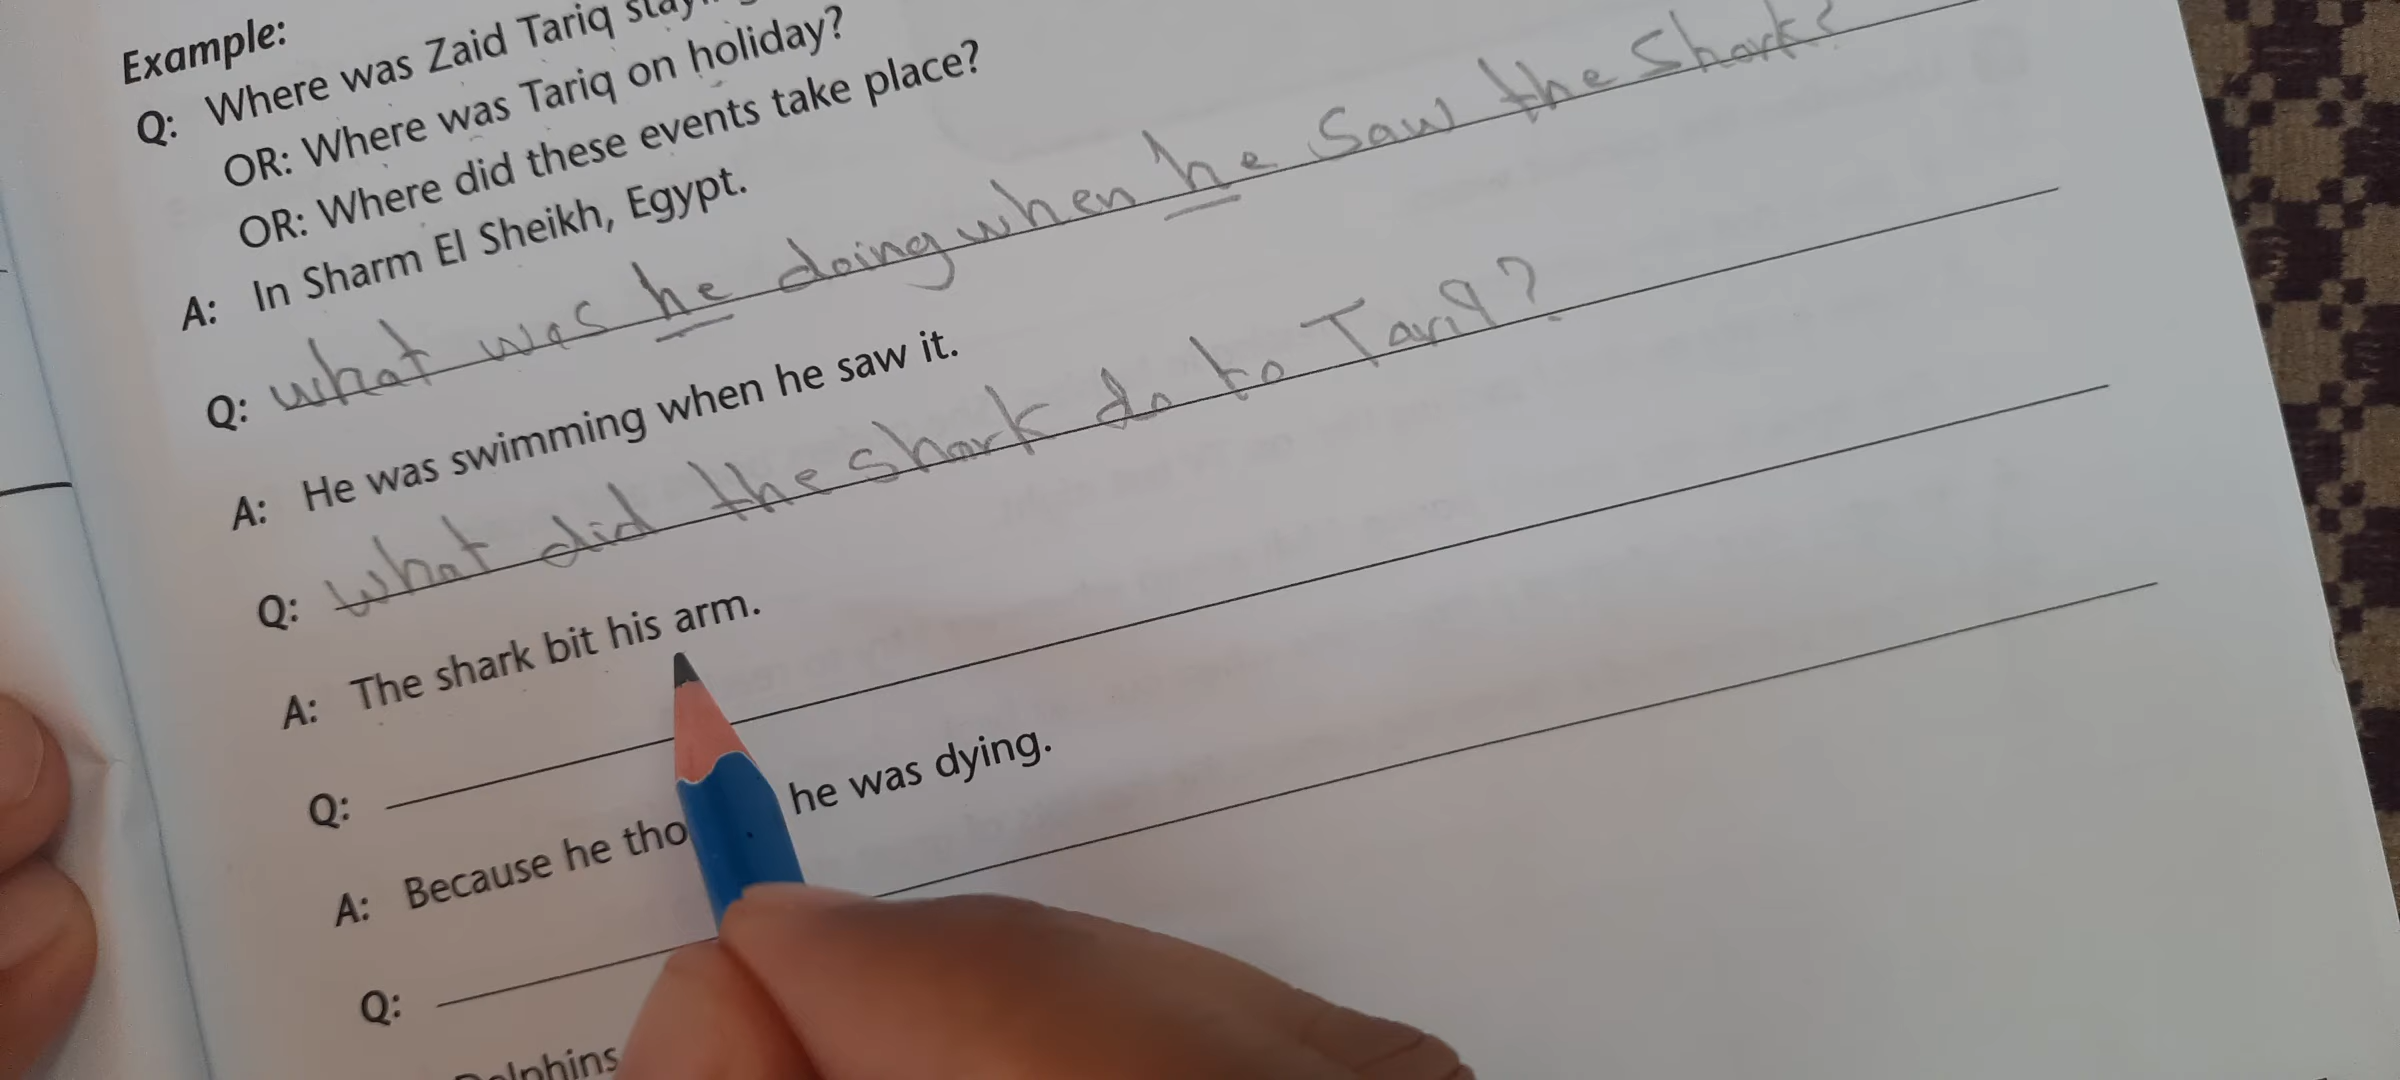 Example:
Q: Where was Zaid Tariq
OR: Where was Tariq on holiday?
OR: Where did these events take place?
A: In Sharm El Sheikh, Egypt.
Q: what was he doing when he saw the shark?
A: He was swimming when he saw it.
Q: what did the shark do to Tariq?
A: The shark bit his arm.
Q:
A: Because he he was dying.
Q: